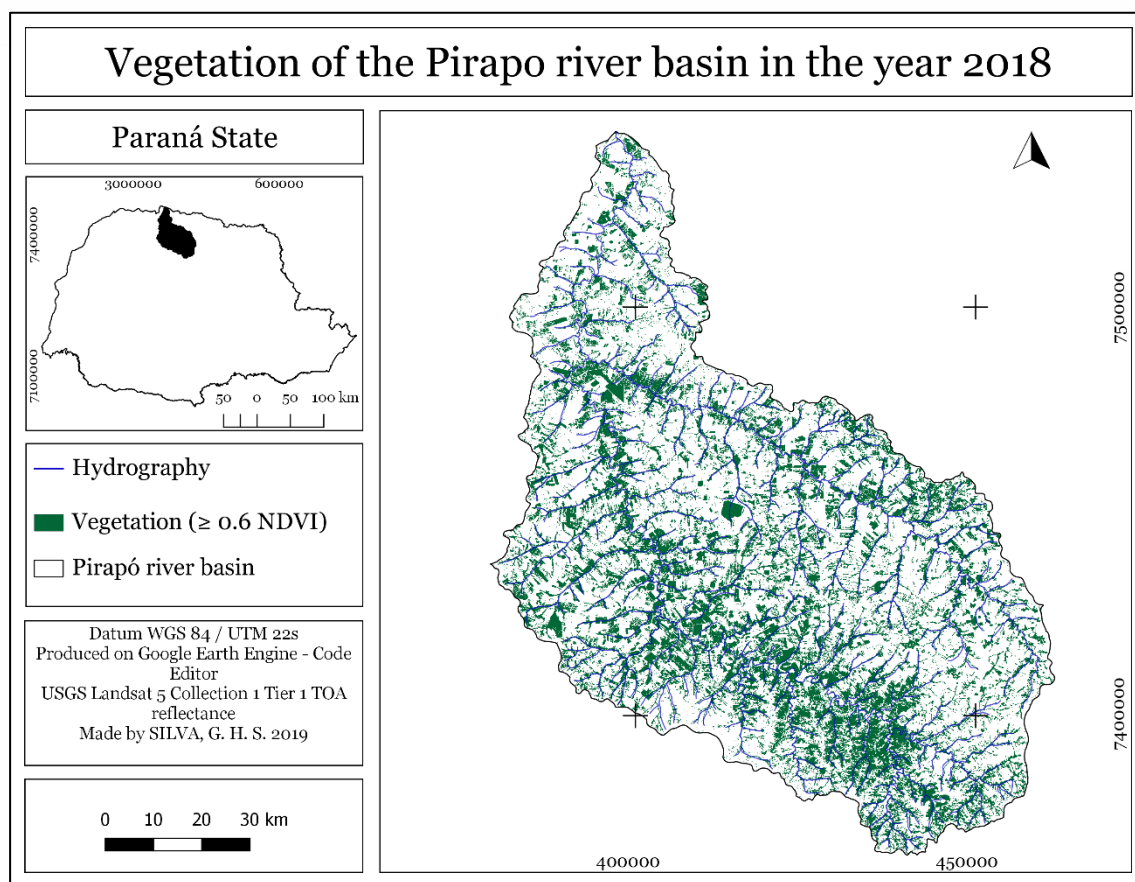 Vegetation of the Pirapo river basin in the year 2018
Paraná State
3000000 600000
7400000
7100000
50 0 50 100 km
Hydrography
Vegetation (≥ 0.6 NDVI)
Pirapó river basin
Datum WGS 84 / UTM 22s
Produced on Google Earth Engine - Code
Editor
USGS Landsat 5 Collection 1 Tier 1 TOA
reflectance
Made by SILVA, G. H. S. 2019
0 10 20 30 km
7500000
7400000
400000 450000